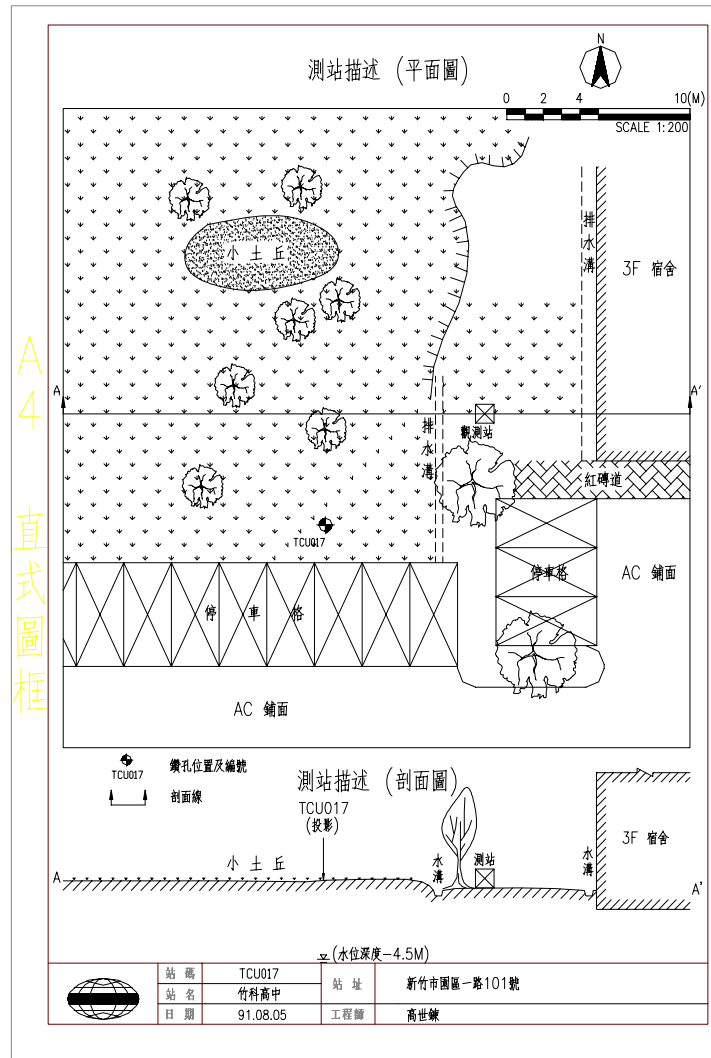 測站描述 (平面圖)
N
0 2 4 10(M)
SCALE 1:200
小土丘
排水溝
3F 宿舍
A4 直式圖框
A
A'
排水溝
觀測站
紅磚道
TCU017
停車格
停車格
AC 鋪面
AC 鋪面
TCU017
鑽孔位置及編號
剖面線
測站描述 (剖面圖)
TCU017
(投影)
小土丘
水溝
測站
水溝
3F 宿舍
A
A'
(水位深度-4.5M)
站碼 TCU017
站名 竹科高中
站址 新竹市園區一路101號
日期 91.08.05
工程師 高世鍊